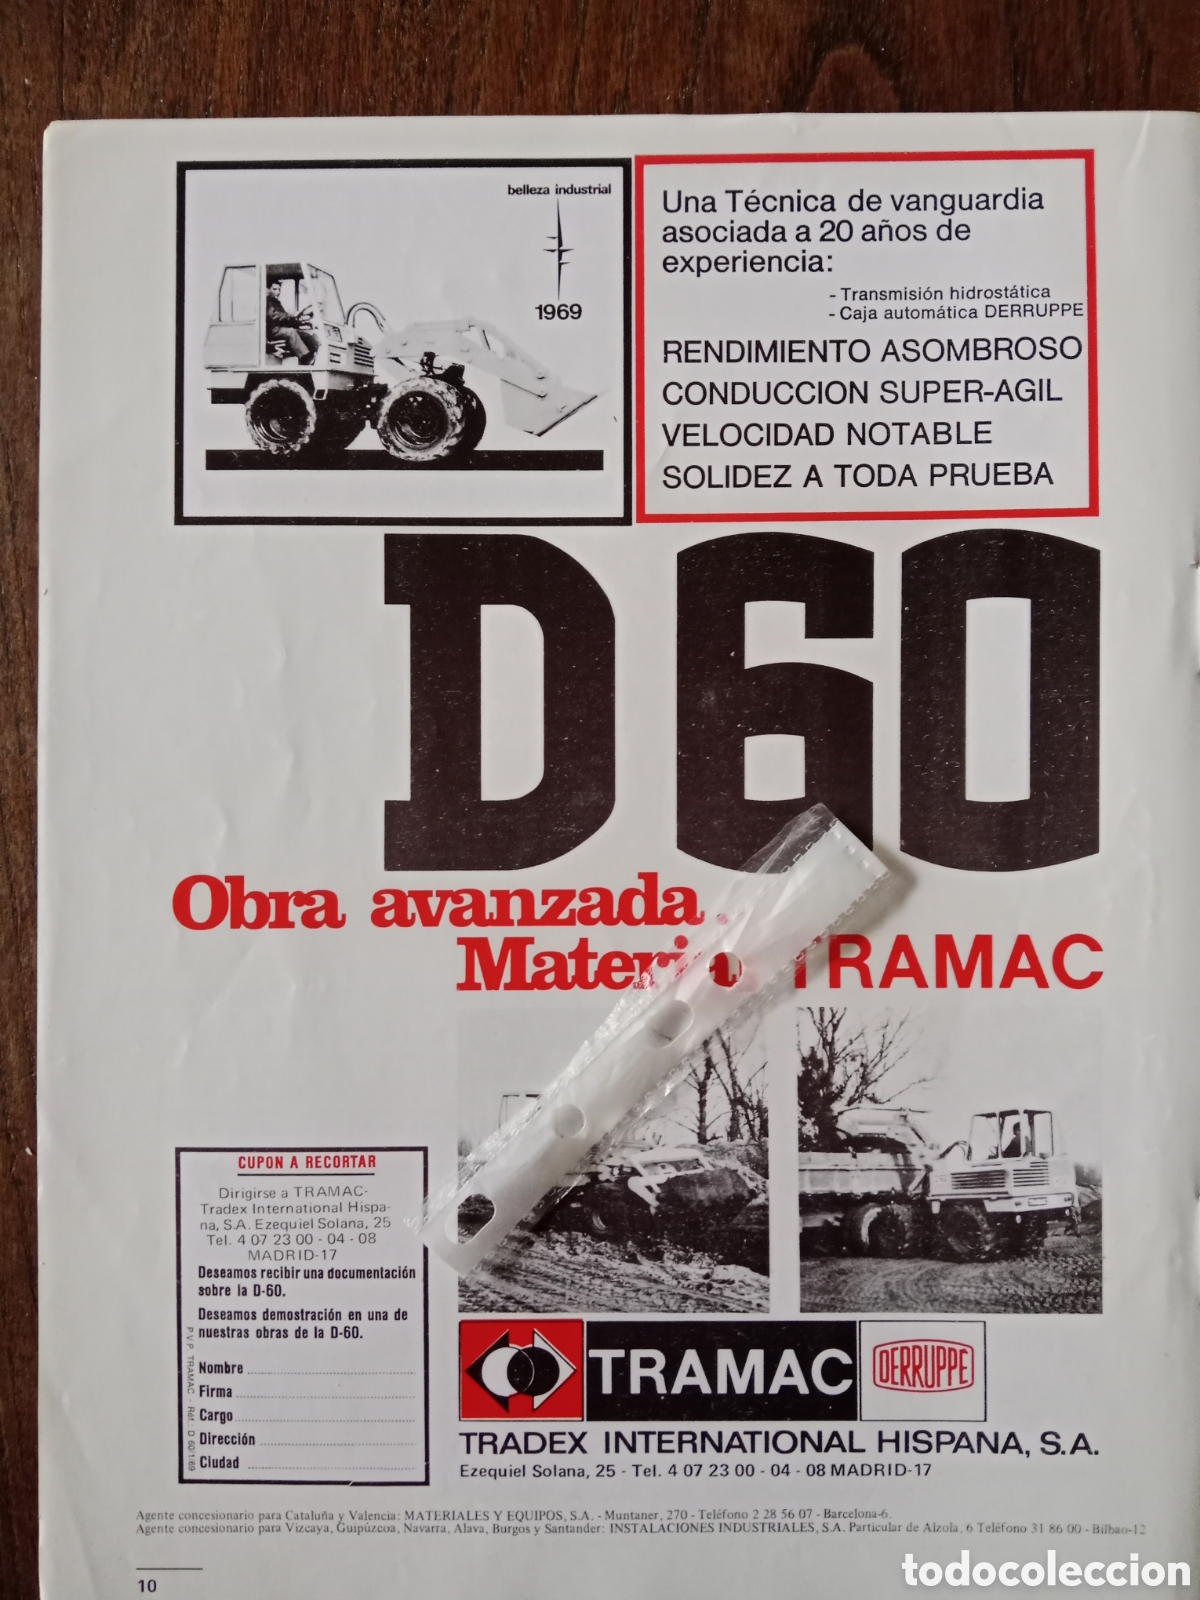 belleza industrial
1969
Una Técnica de vanguardia
asociada a 20 años de
experiencia:
- Transmisión hidrostática
- Caja automática DERRUPPE
RENDIMIENTO ASOMBROSO
CONDUCCION SUPER-AGIL
VELOCIDAD NOTABLE
SOLIDEZ A TODA PRUEBA
D60
Obra avanzada
TRAMAC
CUPON A RECORTAR
Dirigirse a TRAMAC-
Tradex International Hispa-
na, S.A. Ezequiel Solana, 25
Tel. 4 07 23 00 - 04 - 08
MADRID-17
Deseamos recibir una documentación
sobre la D-60.
Deseamos demostración en una de
nuestras obras de la D-60.
Nombre
Firma
Cargo
Dirección
Ciudad
P.V.P. TRAMAC - Réf.: D 60/1/69
TRAMAC
DERRUPPE
TRADEX INTERNATIONAL HISPANA, S.A.
Ezequiel Solana, 25 - Tel. 4 07 23 00 - 04 - 08 MADRID-17
Agente concesionario para Cataluña y Valencia: MATERIALES Y EQUIPOS, S.A. - Muntaner, 270 - Teléfono 2 28 56 07 - Barcelona-6.
Agente concesionario para Vizcaya, Guipúzcoa, Navarra, Alava, Burgos y Santander: INSTALACIONES INDUSTRIALES, S.A. Particular de Alzola, 6 Teléfono 31 86 00 - Bilbao-12
10
todocoleccion